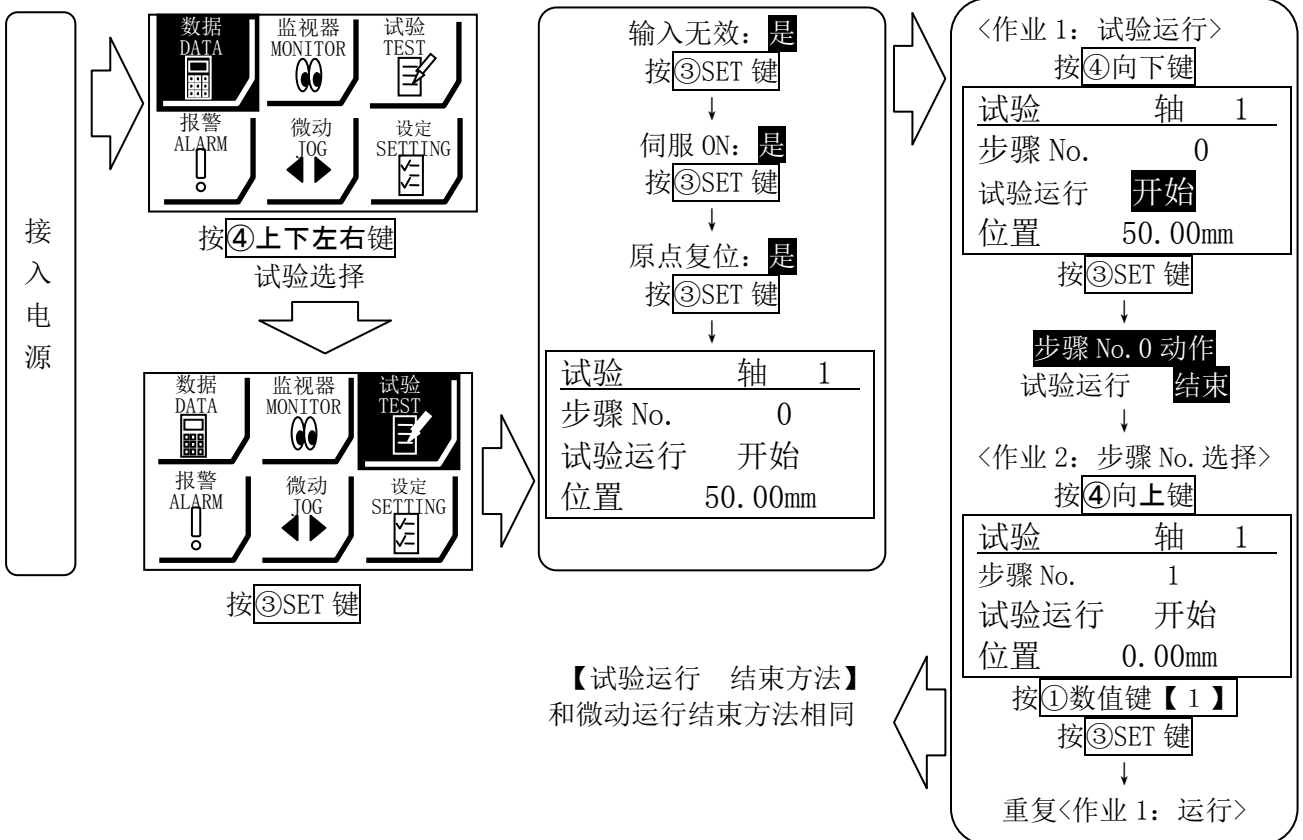 接
入
电
源
数据
DATA
监视器
MONITOR
试验
TEST
报警
ALARM
微动
JOG
设定
SETTING
按④上下左右键
试验选择
数据
DATA
监视器
MONITOR
试验
TEST
报警
ALARM
微动
JOG
设定
SETTING
按③SET 键
输入无效：是
按③SET 键
↓
伺服 ON：是
按③SET 键
↓
原点复位：是
按③SET 键
↓
试验 轴 1
步骤 No. 0
试验运行 开始
位置 50.00mm
<作业 1：试验运行>
按④向下键
试验 轴 1
步骤 No. 0
试验运行 开始
位置 50.00mm
按③SET 键
↓
步骤 No.0 动作
试验运行 结束
↓
<作业 2：步骤 No.选择>
按④向上键
试验 轴 1
步骤 No. 1
试验运行 开始
位置 0.00mm
按①数值键【 1 】
按③SET 键
↓
重复<作业 1：运行>
【试验运行 结束方法】
和微动运行结束方法相同